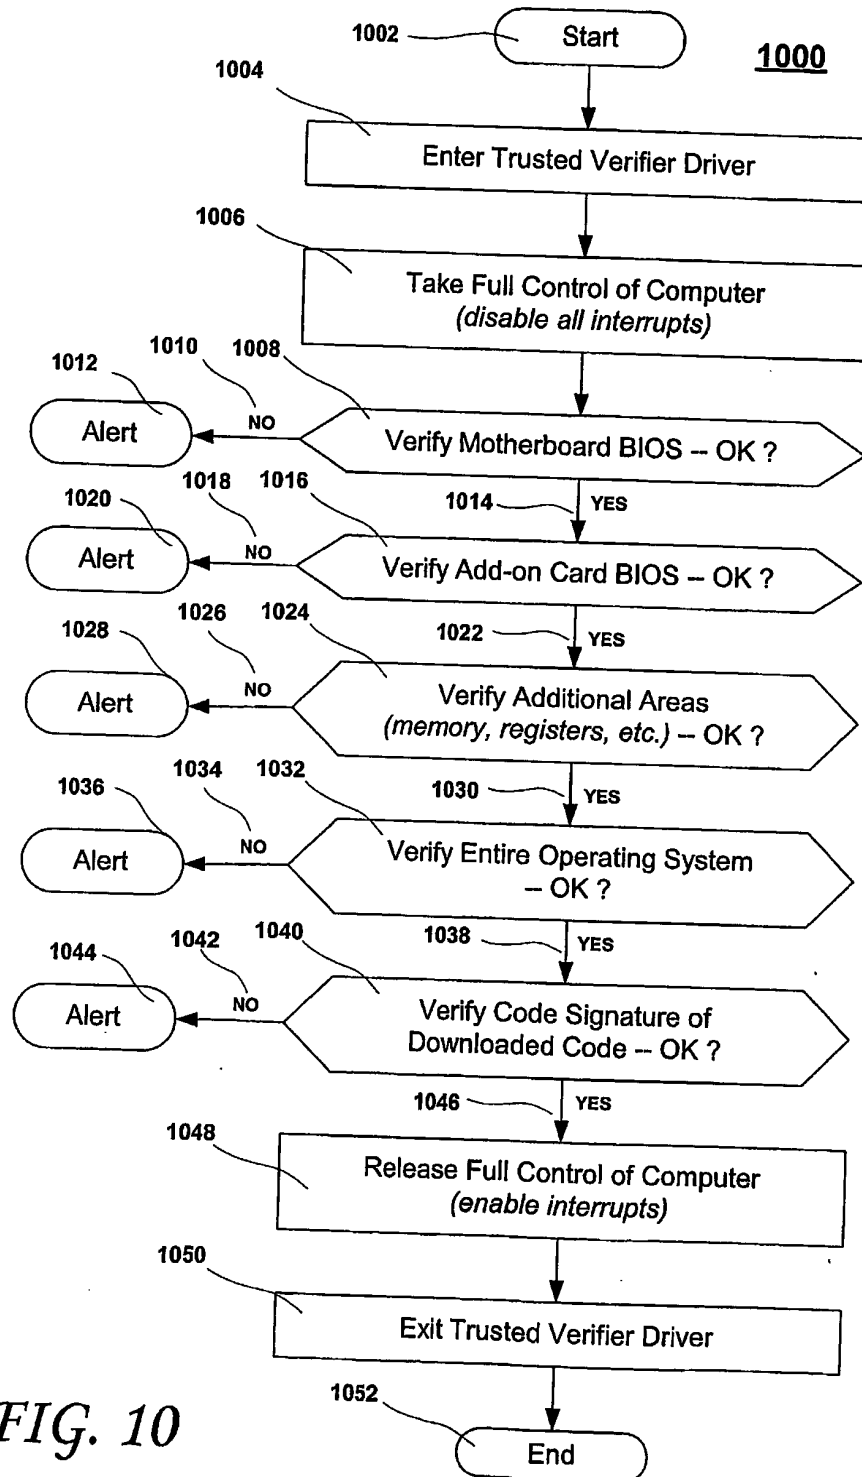 1002
Start
1000
1004
Enter Trusted Verifier Driver
1006
Take Full Control of Computer
(disable all interrupts)
1008
1010
1012
Alert
NO
Verify Motherboard BIOS -- OK ?
1014
YES
1016
1018
1020
Alert
NO
Verify Add-on Card BIOS -- OK ?
1022
YES
1024
1026
1028
Alert
NO
Verify Additional Areas
(memory, registers, etc.) -- OK ?
1030
YES
1032
1034
1036
Alert
NO
Verify Entire Operating System
-- OK ?
1038
YES
1040
1042
1044
Alert
NO
Verify Code Signature of
Downloaded Code -- OK ?
1046
YES
1048
Release Full Control of Computer
(enable interrupts)
1050
Exit Trusted Verifier Driver
1052
End
FIG. 10